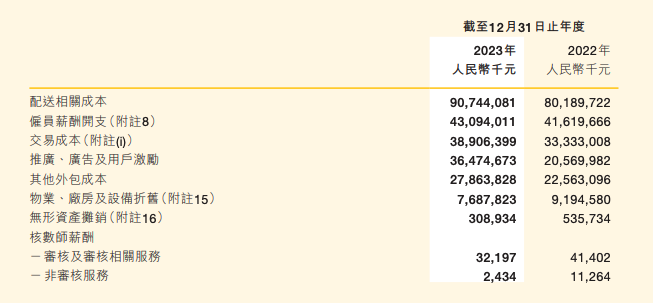 截至12月31日止年度
2023年 2022年
人民幣千元 人民幣千元
配送相關成本 90,744,081 80,189,722
僱員薪酬開支(附註8) 43,094,011 41,619,666
交易成本(附註(i)) 38,906,399 33,333,008
推廣、廣告及用戶激勵 36,474,673 20,569,982
其他外包成本 27,863,828 22,563,096
物業、廠房及設備折舊(附註15) 7,687,823 9,194,580
無形資產攤銷(附註16) 308,934 535,734
核數師薪酬
－審核及審核相關服務 32,197 41,402
－非審核服務 2,434 11,264